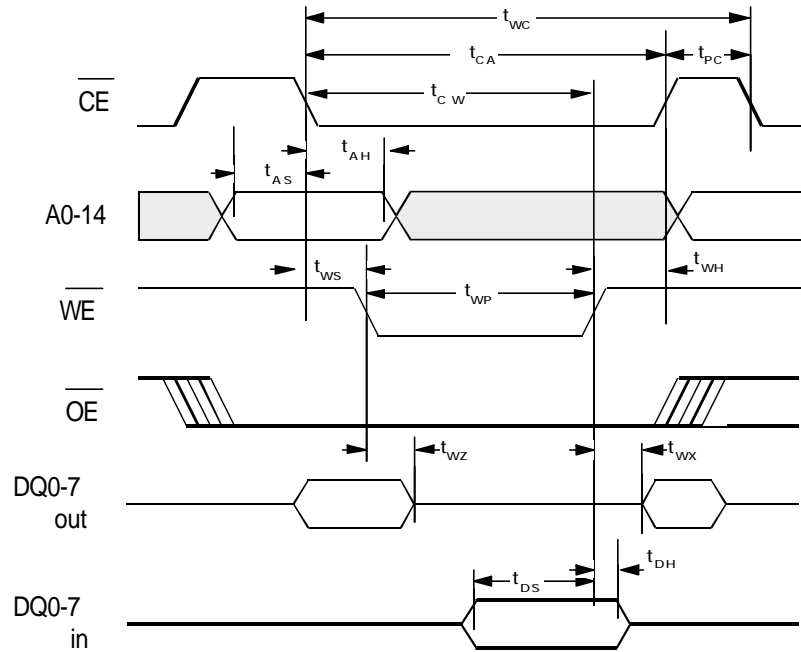 tWC
tCA
tPC
CE
tCW
tAH
tAS
A0-14
tWS
tWH
WE
tWP
OE
tWZ
tWX
DQ0-7
out
tDH
tDS
DQ0-7
in